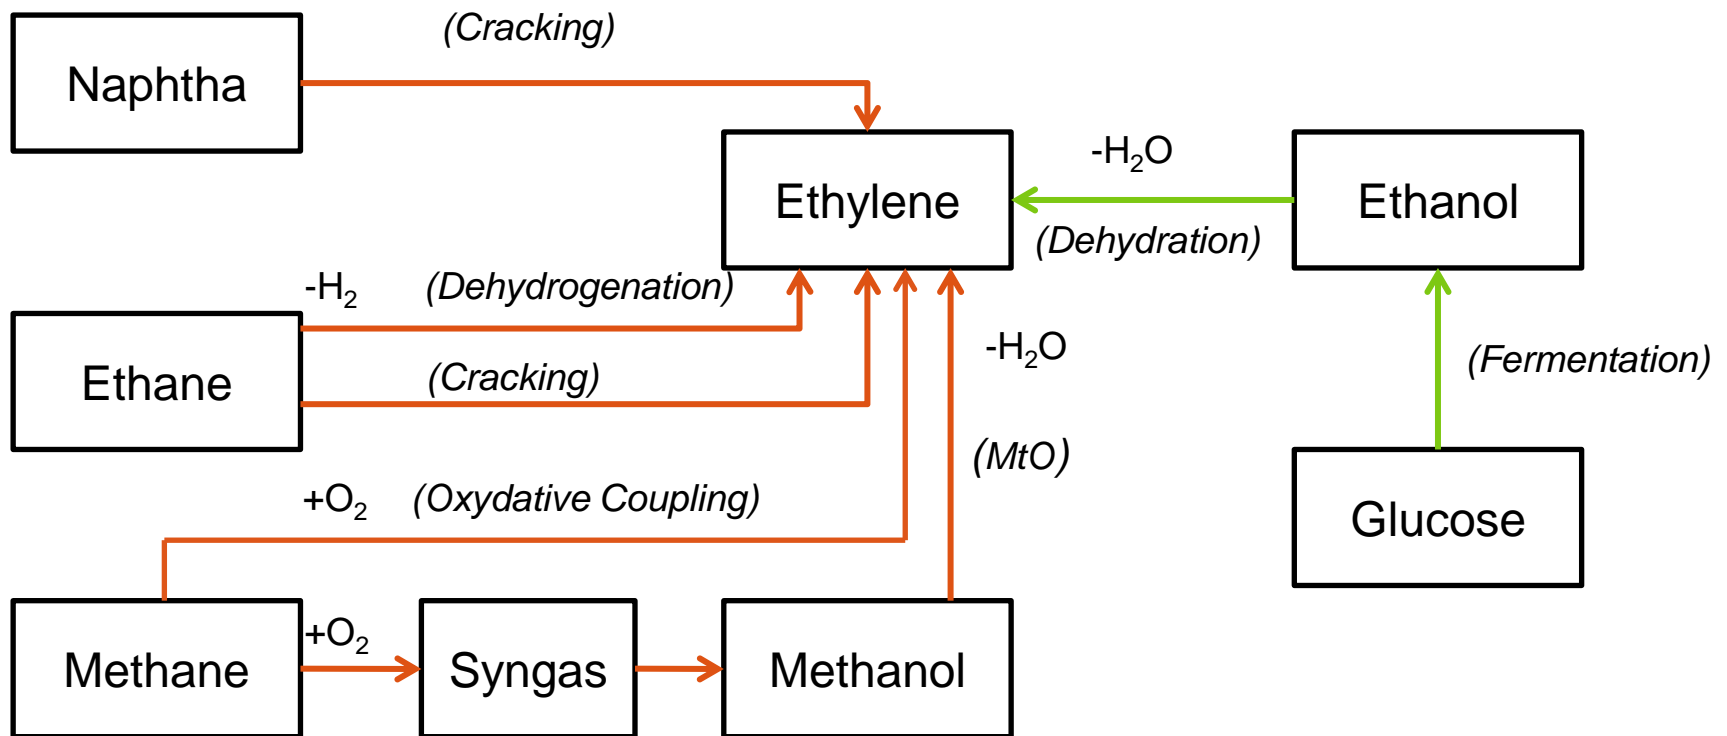 (Cracking)
Naphtha
-H₂O
Ethylene
Ethanol
(Dehydration)
-H₂ (Dehydrogenation)
-H₂O
Ethane
(Cracking)
(Fermentation)
(MtO)
+O₂ (Oxydative Coupling)
Glucose
+O₂
Methane
Syngas
Methanol